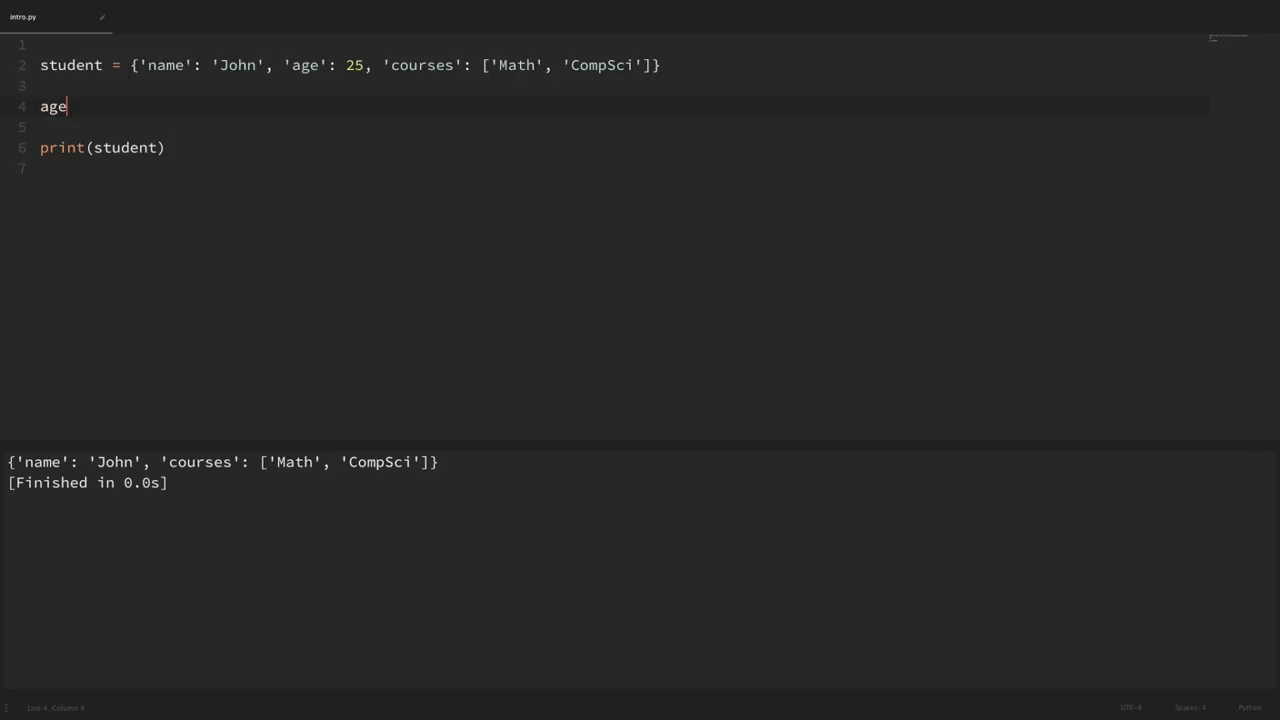 intro.py
1
2 student = {'name': 'John', 'age': 25, 'courses': ['Math', 'CompSci']}
3
4 age
5
6 print(student)
7
{'name': 'John', 'courses': ['Math', 'CompSci']}
[Finished in 0.0s]
Line 4, Column 4 UTF-8 Spaces: 4 Python